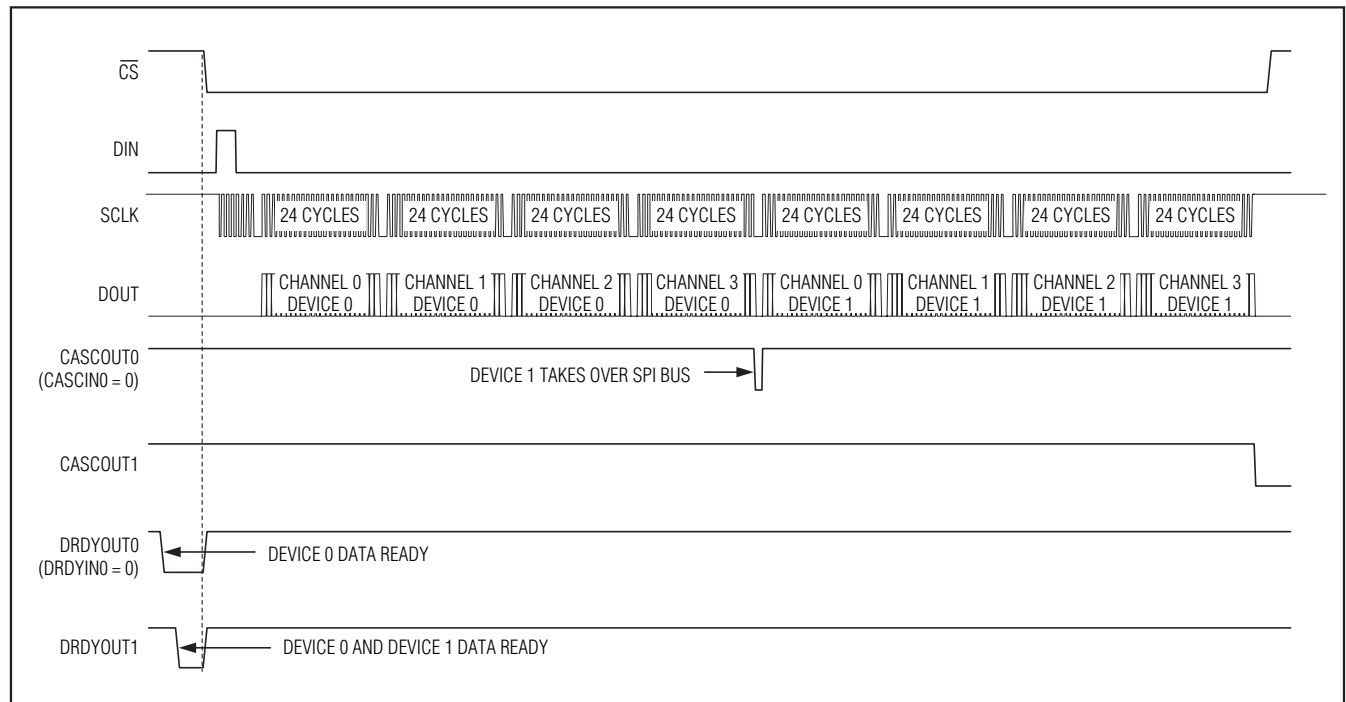 CS
DIN
SCLK
24 CYCLES 24 CYCLES 24 CYCLES 24 CYCLES 24 CYCLES 24 CYCLES 24 CYCLES 24 CYCLES
DOUT
CHANNEL 0 CHANNEL 1 CHANNEL 2 CHANNEL 3 CHANNEL 0 CHANNEL 1 CHANNEL 2 CHANNEL 3
DEVICE 0 DEVICE 0 DEVICE 0 DEVICE 0 DEVICE 1 DEVICE 1 DEVICE 1 DEVICE 1
CASCOUT0
(CASCIN0 = 0)
DEVICE 1 TAKES OVER SPI BUS
CASCOUT1
DRDYOUT0
(DRDYIN0 = 0)
DEVICE 0 DATA READY
DRDYOUT1
DEVICE 0 AND DEVICE 1 DATA READY